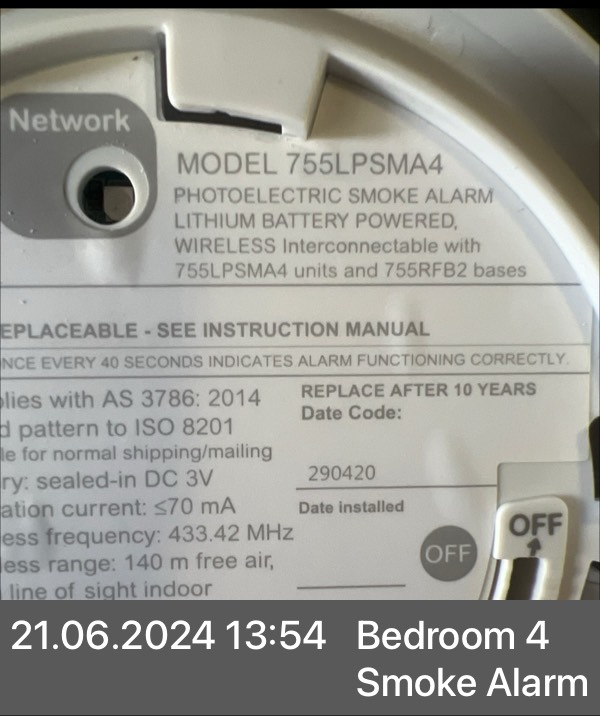 Network
MODEL 755LPSMA4
PHOTOELECTRIC SMOKE ALARM
LITHIUM BATTERY POWERED,
WIRELESS Interconnectable with
755LPSMA4 units and 755RFB2 bases
EPLACEABLE - SEE INSTRUCTION MANUAL
NCE EVERY 40 SECONDS INDICATES ALARM FUNCTIONING CORRECTLY.
plies with AS 3786: 2014
d pattern to ISO 8201
le for normal shipping/mailing
ry: sealed-in DC 3V
ation current: ≤70 mA
ess frequency: 433.42 MHz
less range: 140 m free air,
line of sight indoor
REPLACE AFTER 10 YEARS
Date Code:
290420
Date installed
OFF
OFF
21.06.2024 13:54
Bedroom 4
Smoke Alarm